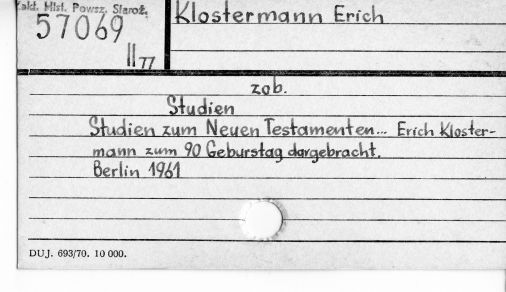 Zakł. Hist. Powsz. Staroż.
57069
II 77
Klostermann Erich
zob.
Studien
Studien zum Neuen Testamenten... Erich Kloster-
mann zum 90 Geburstag dargebracht.
Berlin 1961
DUJ. 693/70. 10 000.